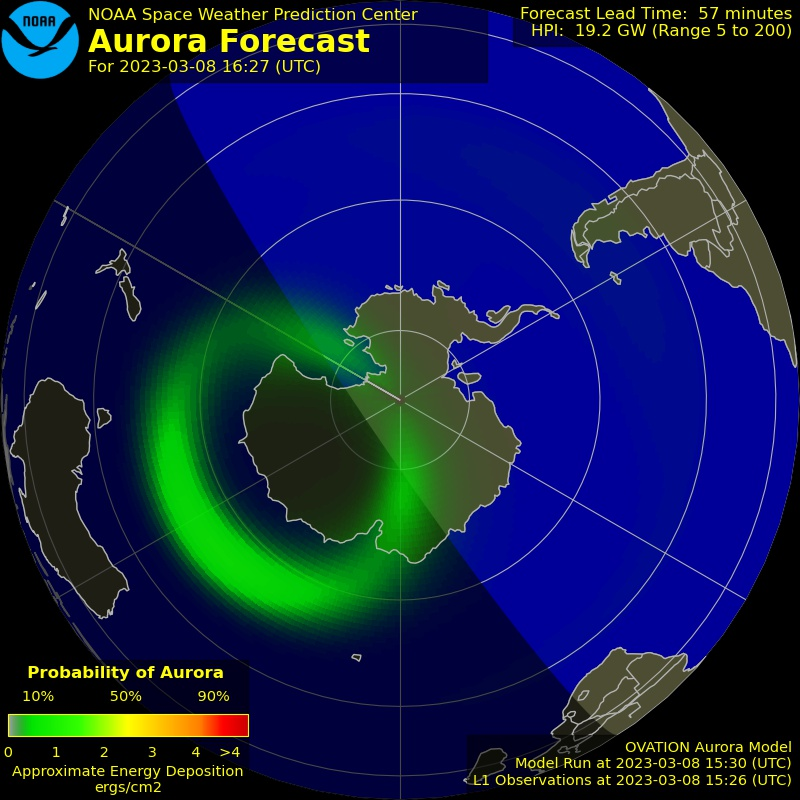 NOAA
NOAA Space Weather Prediction Center
Aurora Forecast
For 2023-03-08 16:27 (UTC)
Forecast Lead Time: 57 minutes
HPI: 19.2 GW (Range 5 to 200)
Probability of Aurora
10% 50% 90%
0 1 2 3 4 >4
Approximate Energy Deposition
ergs/cm2
OVATION Aurora Model
Model Run at 2023-03-08 15:30 (UTC)
L1 Observations at 2023-03-08 15:26 (UTC)